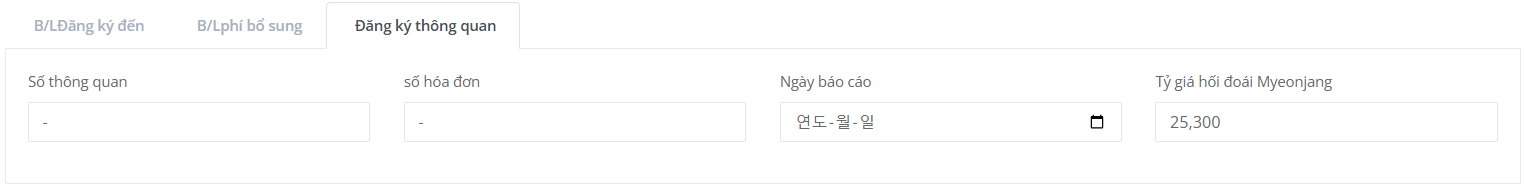 B/LĐăng ký đến
B/Lphí bổ sung
Đăng ký thông quan
Số thông quan
số hóa đơn
Ngày báo cáo
Tỷ giá hối đoái Myeonjang
-
-
연도-월-일
25,300